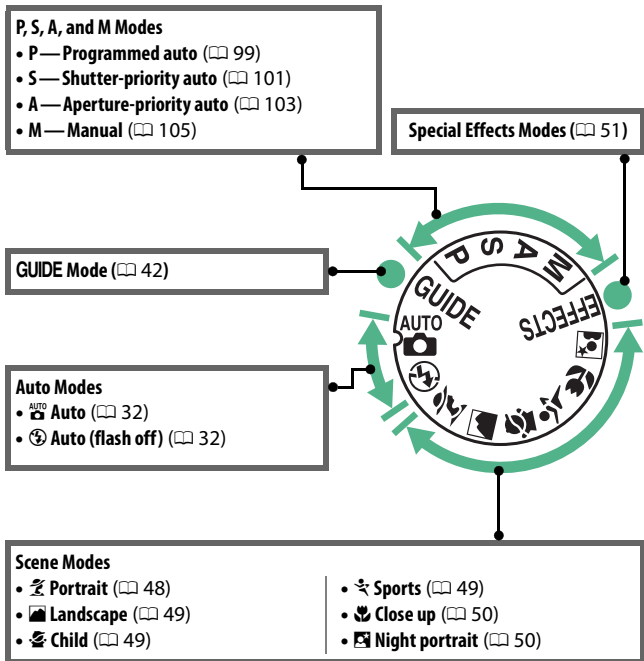 P, S, A, and M Modes
• P—Programmed auto (📖 99)
• S—Shutter-priority auto (📖 101)
• A—Aperture-priority auto (📖 103)
• M—Manual (📖 105)
Special Effects Modes (📖 51)
GUIDE Mode (📖 42)
P S A M
GUIDE
EFFECTS
AUTO
Auto Modes
• AUTO Auto (📖 32)
• Auto (flash off) (📖 32)
Scene Modes
• Portrait (📖 48)
• Landscape (📖 49)
• Child (📖 49)
• Sports (📖 49)
• Close up (📖 50)
• Night portrait (📖 50)